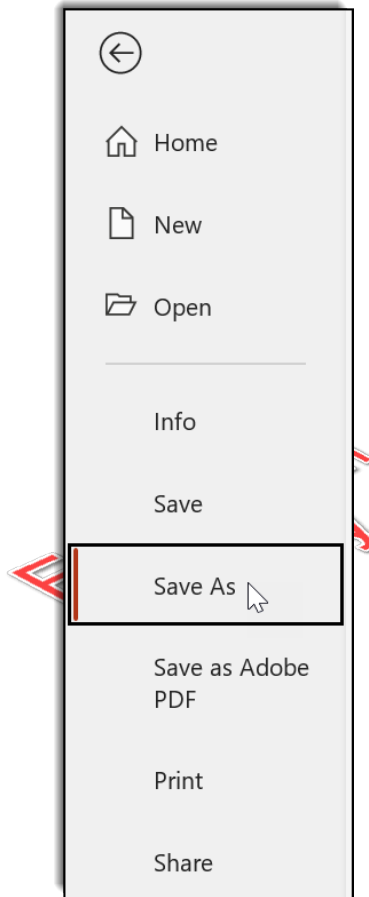 Home
New
Open
Info
Save
Save As
Save as Adobe
PDF
Print
Share